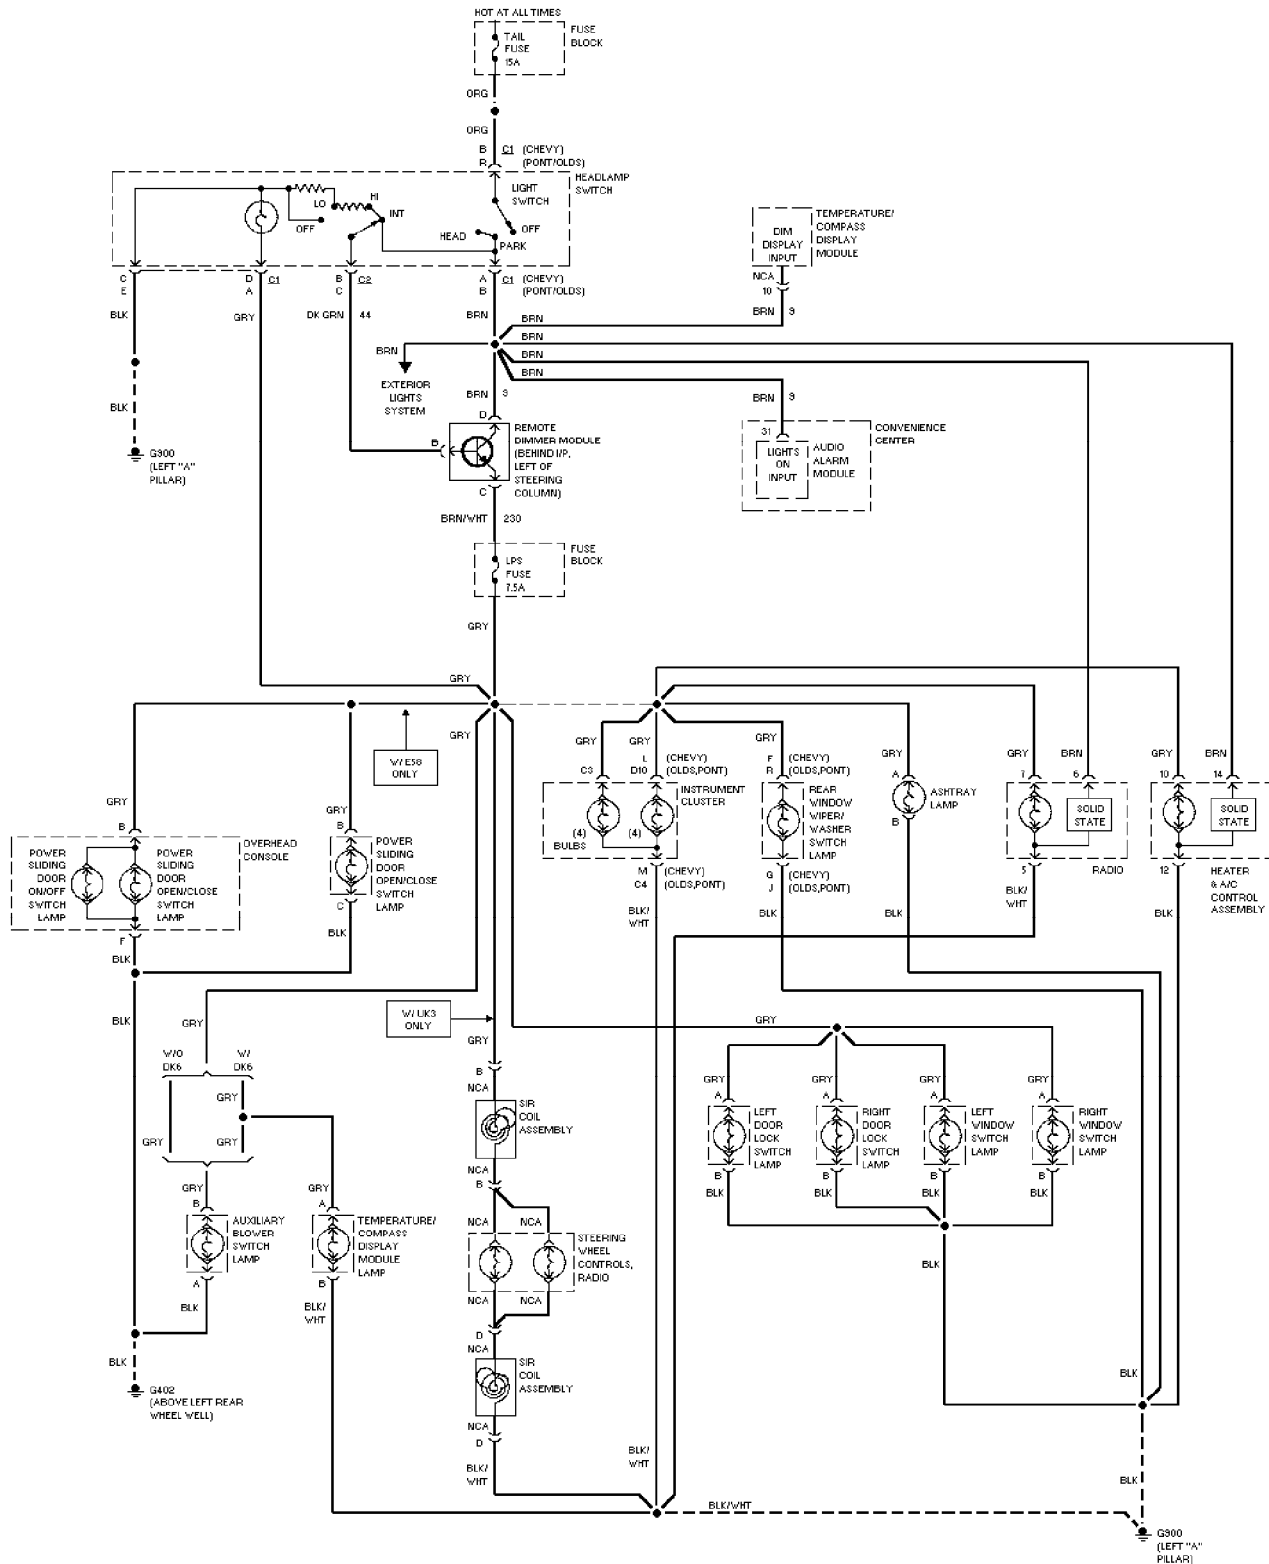 HOT AT ALL TIMES
TAIL
FUSE
15A
FUSE
BLOCK
ORG
ORG
B C1 (CHEVY)
R (PONT/OLDS)
HEADLAMP
SWITCH
LIGHT
SWITCH
LO
HI
INT
OFF
HEAD
OFF
PARK
C
E
D C1
A
B C2
C
A C1 (CHEVY)
B (PONT/OLDS)
BLK
GRY
DK GRN 44
BRN
DIM
DISPLAY
INPUT
TEMPERATURE/
COMPASS
DISPLAY
MODULE
NCA
10
BRN 9
BRN
BRN
BRN
BRN
BRN
EXTERIOR
LIGHTS
SYSTEM
BRN 9
BRN 9
BLK
G900
(LEFT "A"
PILLAR)
D
B
C
REMOTE
DIMMER MODULE
(BEHIND I/P,
LEFT OF
STEERING
COLUMN)
31
LIGHTS
ON
INPUT
AUDIO
ALARM
MODULE
CONVENIENCE
CENTER
BRN/WHT 230
LPS
FUSE
7.5A
FUSE
BLOCK
GRY
GRY
GRY
W/ E58
ONLY
GRY
B
POWER
SLIDING
DOOR
ON/OFF
SWITCH
LAMP
POWER
SLIDING
DOOR
OPEN/CLOSE
SWITCH
LAMP
OVERHEAD
CONSOLE
F
BLK
GRY
B
POWER
SLIDING
DOOR
OPEN/CLOSE
SWITCH
LAMP
C
BLK
GRY
GRY
C3
L (CHEVY)
D10 (OLDS,PONT)
INSTRUMENT
CLUSTER
(4)
BULBS
(4)
M (CHEVY)
C4 (OLDS,PONT)
BLK/
WHT
GRY
F (CHEVY)
R (OLDS,PONT)
REAR
WINDOW
WIPER/
WASHER
SWITCH
LAMP
G (CHEVY)
J (OLDS,PONT)
BLK
GRY
A
ASHTRAY
LAMP
B
BLK
GRY
BRN
7
6
SOLID
STATE
5
RADIO
BLK/
WHT
GRY
BRN
10
14
SOLID
STATE
12
HEATER
& A/C
CONTROL
ASSEMBLY
BLK
BLK
GRY
W/O
DK6
W/
DK6
GRY
GRY
GRY
GRY
B
AUXILIARY
BLOWER
SWITCH
LAMP
A
BLK
GRY
A
TEMPERATURE/
COMPASS
DISPLAY
MODULE
LAMP
B
BLK/
WHT
BLK
G402
(ABOVE LEFT REAR
WHEEL WELL)
W/ UK3
ONLY
GRY
B
NCA
SIR
COIL
ASSEMBLY
NCA
B
NCA
NCA
STEERING
WHEEL
CONTROLS,
RADIO
NCA
NCA
D
NCA
SIR
COIL
ASSEMBLY
NCA
D
BLK/
WHT
BLK/
WHT
GRY
GRY
A
LEFT
DOOR
LOCK
SWITCH
LAMP
B
BLK
GRY
A
RIGHT
DOOR
LOCK
SWITCH
LAMP
B
BLK
GRY
A
LEFT
WINDOW
SWITCH
LAMP
B
BLK
GRY
A
RIGHT
WINDOW
SWITCH
LAMP
B
BLK
BLK
BLK
BLK
BLK/WHT
G900
(LEFT "A"
PILLAR)